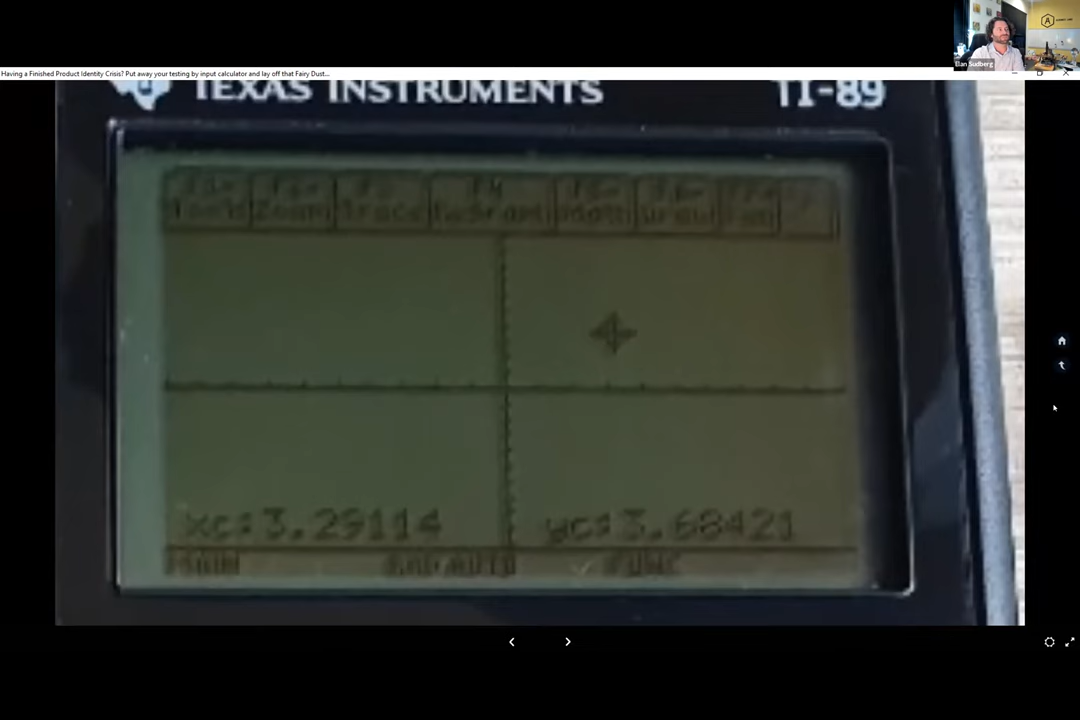 Elan Sudberg
Having a Finished Product Identity Crisis? Put away your testing by input calculator and lay off that Fairy Dust...
TEXAS INSTRUMENTS TI-89
Tools Zoom Trace ReGraph Math Draw
xc:3.29114 yc:3.68421
MAIN RAD AUTO FUNC